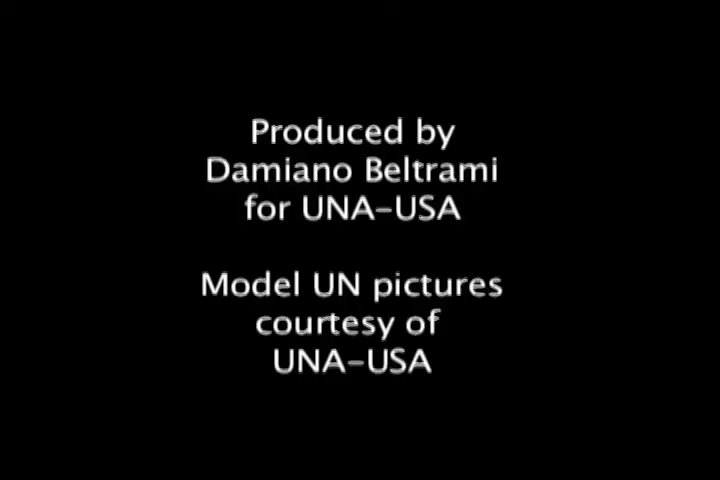 Produced by
Damiano Beltrami
for UNA-USA
Model UN pictures
courtesy of
UNA-USA